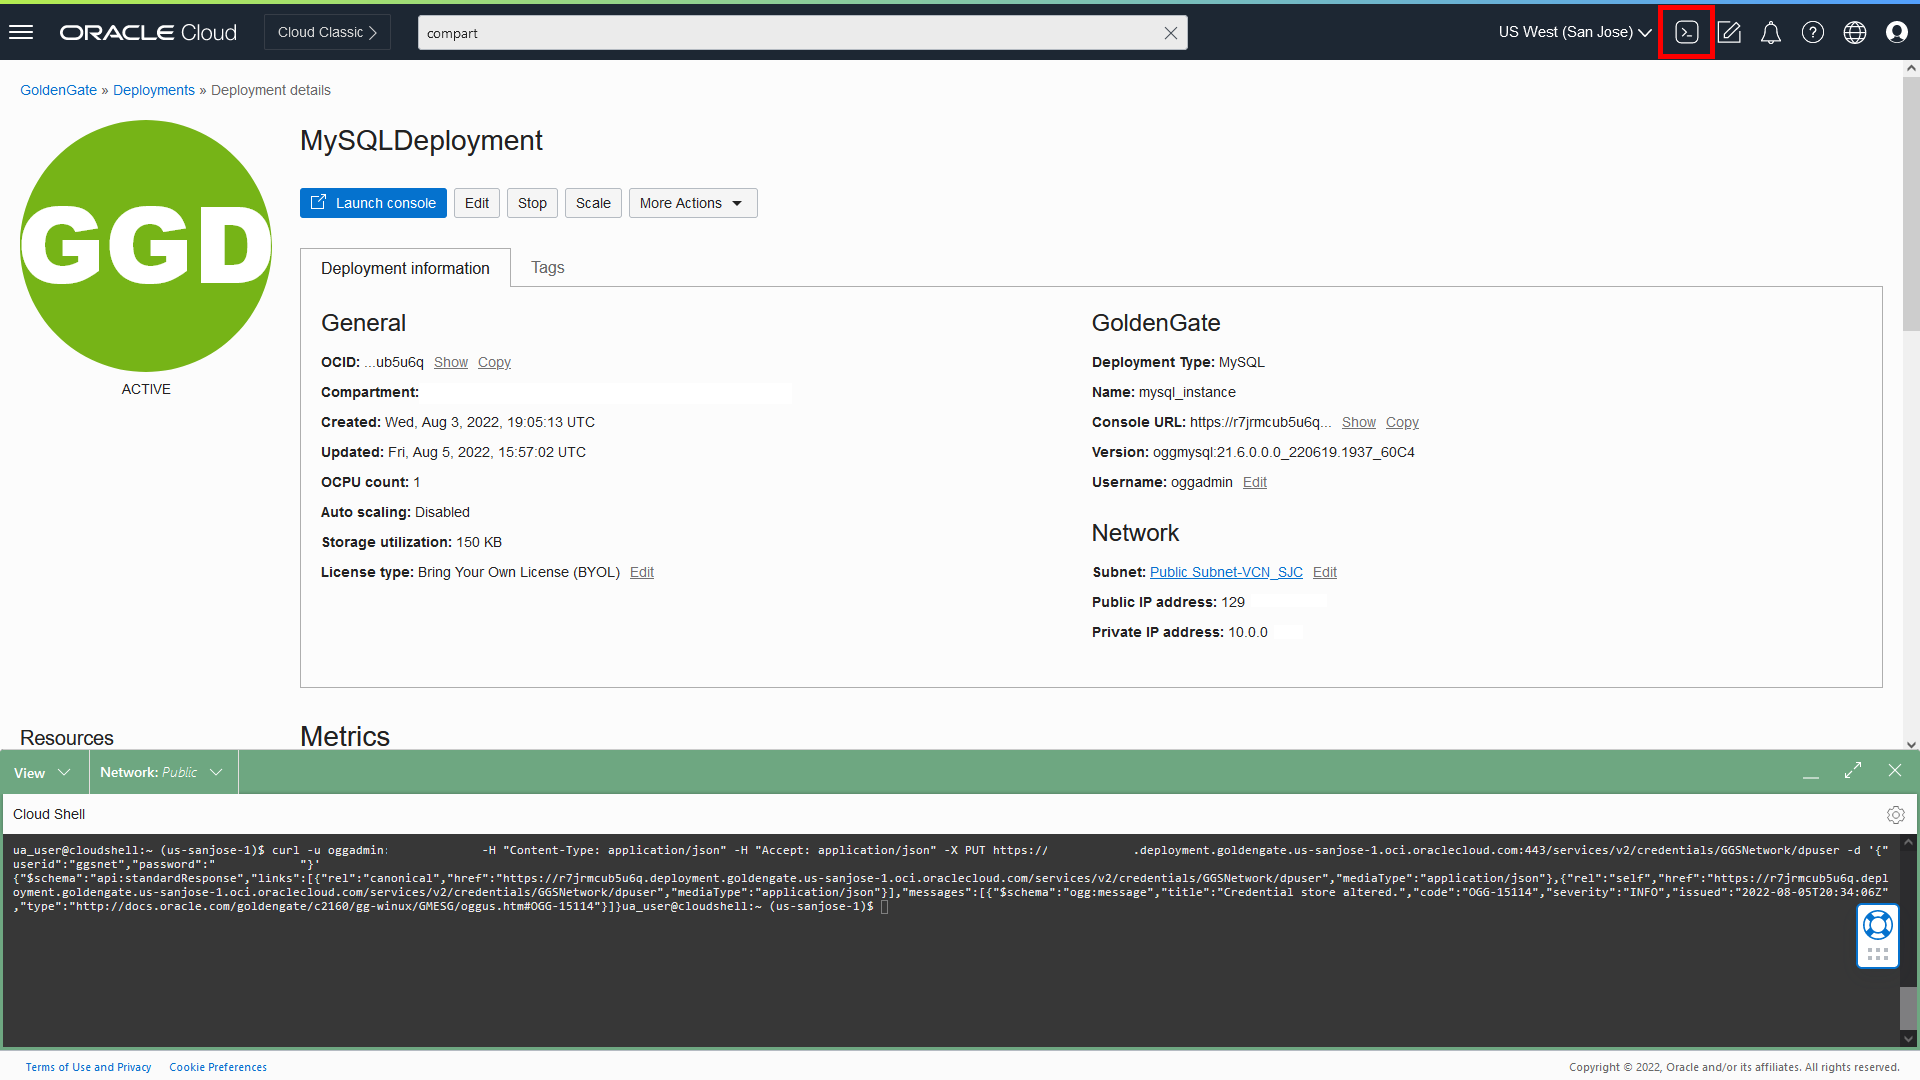 ORACLE Cloud
Cloud Classic
compart
US West (San Jose)
GoldenGate » Deployments » Deployment details
GGD
ACTIVE
MySQLDeployment
Launch console
Edit
Stop
Scale
More Actions
Deployment information
Tags
General
OCID: ...ub5u6q Show Copy
Compartment:
Created: Wed, Aug 3, 2022, 19:05:13 UTC
Updated: Fri, Aug 5, 2022, 15:57:02 UTC
OCPU count: 1
Auto scaling: Disabled
Storage utilization: 150 KB
License type: Bring Your Own License (BYOL) Edit
GoldenGate
Deployment Type: MySQL
Name: mysql_instance
Console URL: https://r7jrmcub5u6q... Show Copy
Version: oggmysql:21.6.0.0.0_220619.1937_60C4
Username: oggadmin Edit
Network
Subnet: Public Subnet-VCN_SJC Edit
Public IP address: 129
Private IP address: 10.0.0
Resources
Metrics
View
Network: Public
Cloud Shell
ua_user@cloudshell:~ (us-sanjose-1)$ curl -u oggadmin: -H "Content-Type: application/json" -H "Accept: application/json" -X PUT https:// .deployment.goldengate.us-sanjose-1.oci.oraclecloud.com:443/services/v2/credentials/GGSNetwork/dpuser -d '{"
userid":"ggsnet","password":" "}'
{"$schema":"api:standardResponse","links":[{"rel":"canonical","href":"https://r7jrmcub5u6q.deployment.goldengate.us-sanjose-1.oci.oraclecloud.com/services/v2/credentials/GGSNetwork/dpuser","mediaType":"application/json"},{"rel":"self","href":"https://r7jrmcub5u6q.depl
oyment.goldengate.us-sanjose-1.oci.oraclecloud.com/services/v2/credentials/GGSNetwork/dpuser","mediaType":"application/json"}],"messages":[{"$schema":"ogg:message","title":"Credential store altered.","code":"OGG-15114","severity":"INFO","issued":"2022-08-05T20:34:06Z"
,"type":"http://docs.oracle.com/goldengate/c2160/gg-winux/GMESG/oggus.htm#OGG-15114"}]}ua_user@cloudshell:~ (us-sanjose-1)$
Terms of Use and Privacy
Cookie Preferences
Copyright © 2022, Oracle and/or its affiliates. All rights reserved.